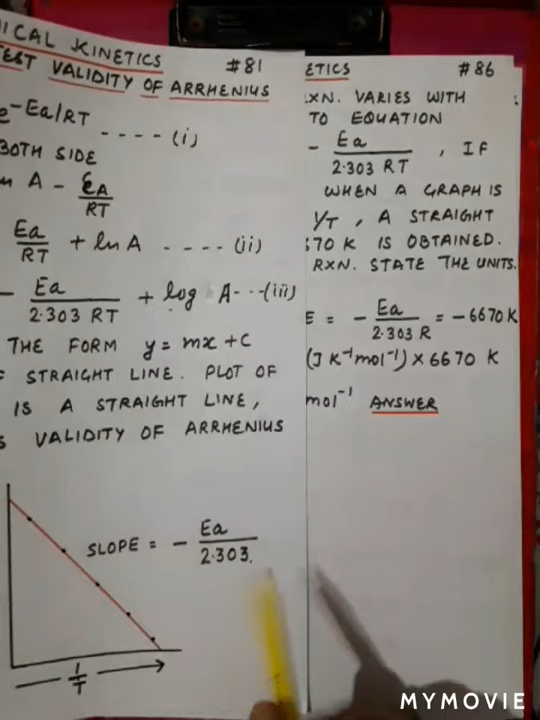 ICAL KINETICS #81
TEST VALIDITY OF ARRHENIUS
e^-Ea/RT ---- (i)
BOTH SIDE
A - EA/RT
Ea/RT + ln A ---- (ii)
- Ea/2.303 RT + log A --- (iii)
THE FORM y = mx + C
STRAIGHT LINE. PLOT OF
IS A STRAIGHT LINE,
VALIDITY OF ARRHENIUS
SLOPE = - Ea/2.303.
1/T
ETICS #86
RXN. VARIES WITH :
TO EQUATION
- Ea/2.303 RT , IF
WHEN A GRAPH IS
1/T , A STRAIGHT
670 K IS OBTAINED.
RXN. STATE THE UNITS.
E = - Ea/2.303 R = -6670 K
(J K^-1 mol^-1) × 6670 K
mol^-1 ANSWER
MYMOVIE